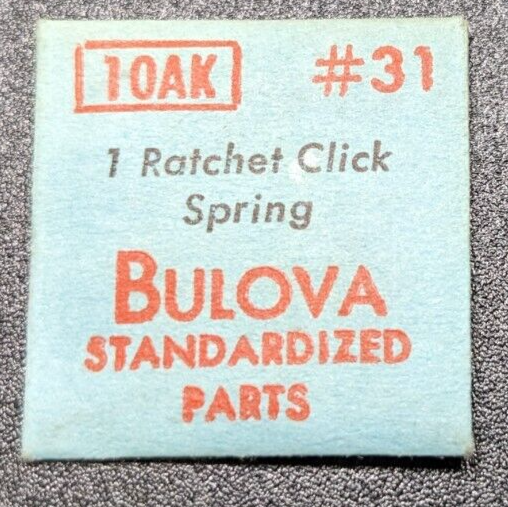 10AK #31
1 Ratchet Click
Spring
BULOVA
STANDARDIZED
PARTS